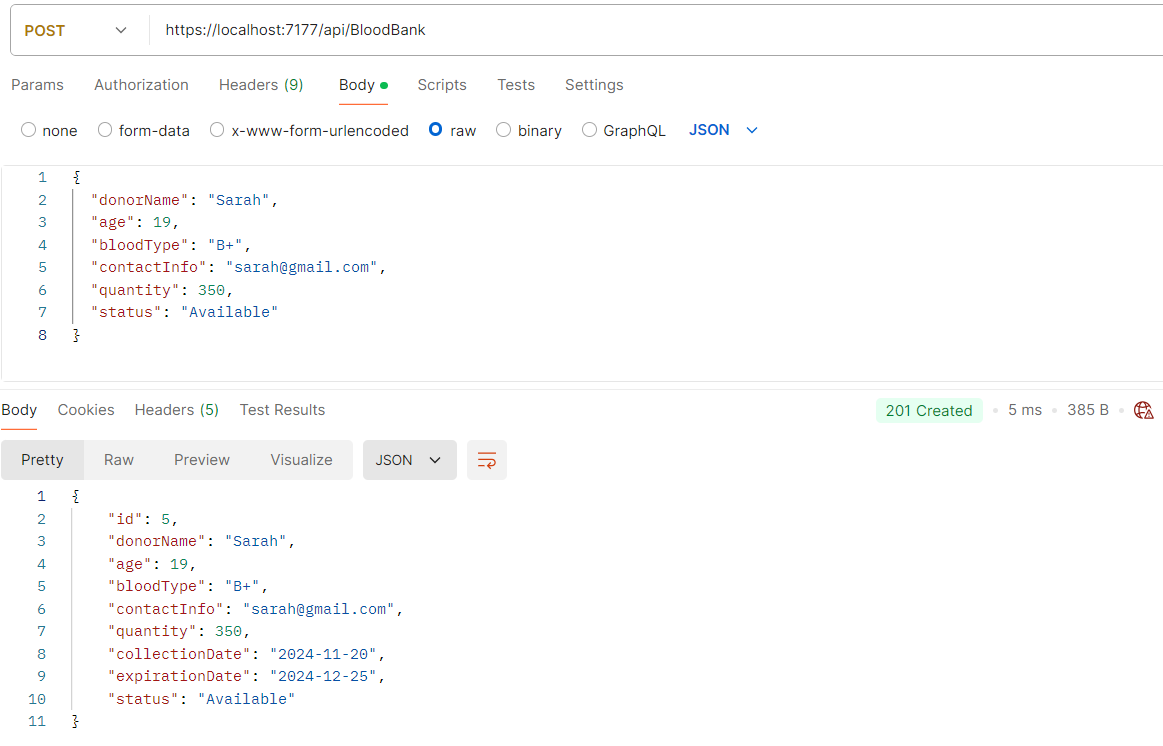 POST https://localhost:7177/api/BloodBank
Params Authorization Headers (9) Body Scripts Tests Settings
none form-data x-www-form-urlencoded raw binary GraphQL JSON
1 {
2 "donorName": "Sarah",
3 "age": 19,
4 "bloodType": "B+",
5 "contactInfo": "sarah@gmail.com",
6 "quantity": 350,
7 "status": "Available"
8 }
Body Cookies Headers (5) Test Results 201 Created 5 ms 385 B
Pretty Raw Preview Visualize JSON
1 {
2 "id": 5,
3 "donorName": "Sarah",
4 "age": 19,
5 "bloodType": "B+",
6 "contactInfo": "sarah@gmail.com",
7 "quantity": 350,
8 "collectionDate": "2024-11-20",
9 "expirationDate": "2024-12-25",
10 "status": "Available"
11 }